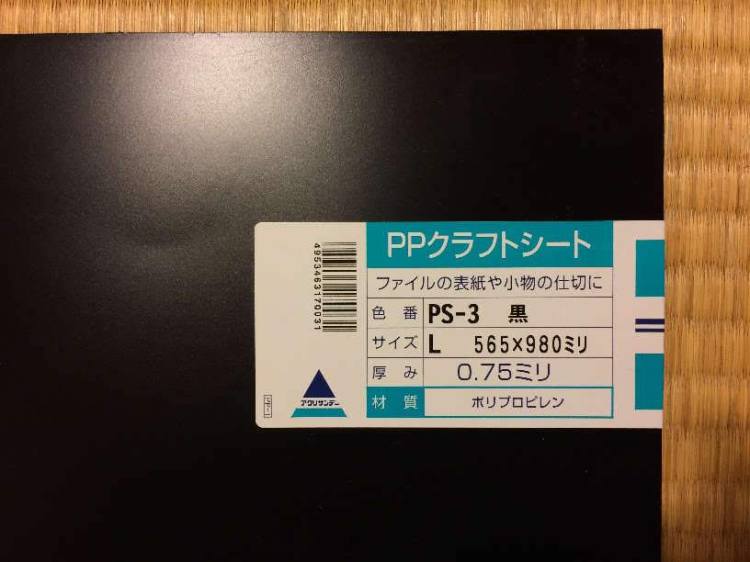 PPクラフトシート
ファイルの表紙や小物の仕切に
色番 PS-3 黒
サイズ L 565×980ミリ
厚み 0.75ミリ
材質 ポリプロピレン
4953463170031
アクリサンデー